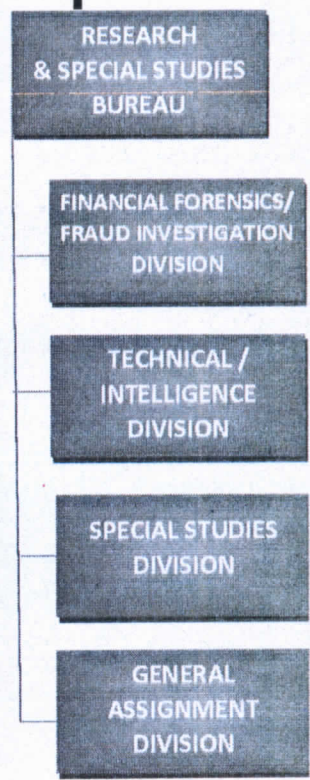 RESEARCH
& SPECIAL STUDIES
BUREAU
FINANCIAL FORENSICS/
FRAUD INVESTIGATION
DIVISION
TECHNICAL /
INTELLIGENCE
DIVISION
SPECIAL STUDIES
DIVISION
GENERAL
ASSIGNMENT
DIVISION